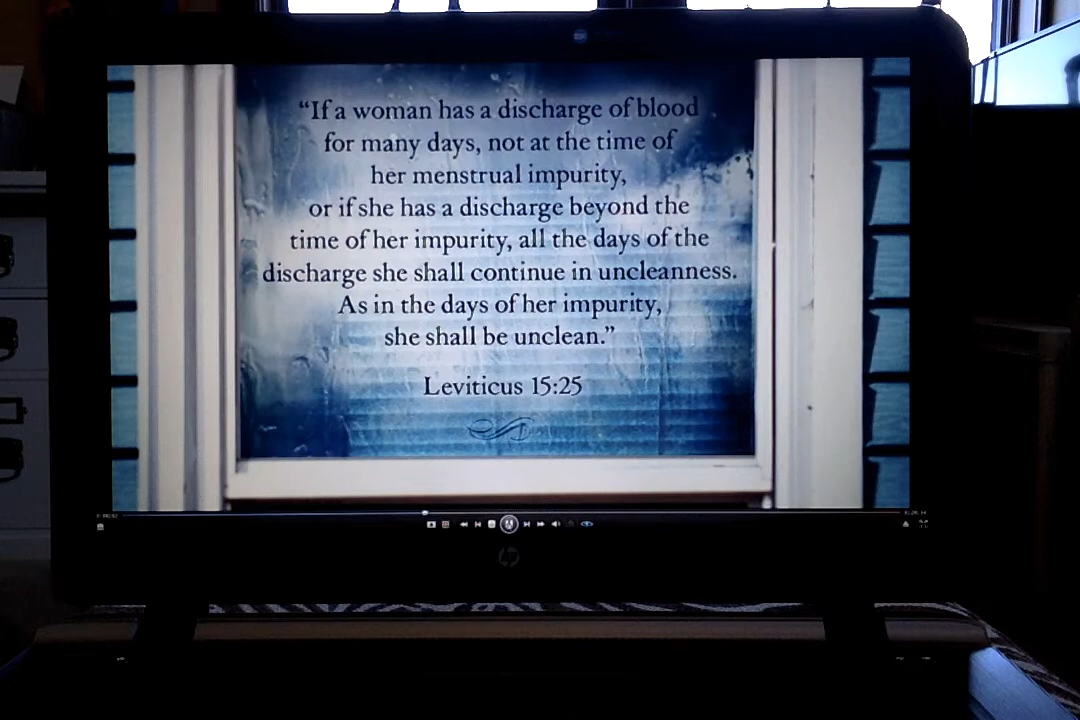 “If a woman has a discharge of blood
for many days, not at the time of
her menstrual impurity,
or if she has a discharge beyond the
time of her impurity, all the days of the
discharge she shall continue in uncleanness.
As in the days of her impurity,
she shall be unclean.”
Leviticus 15:25
hp